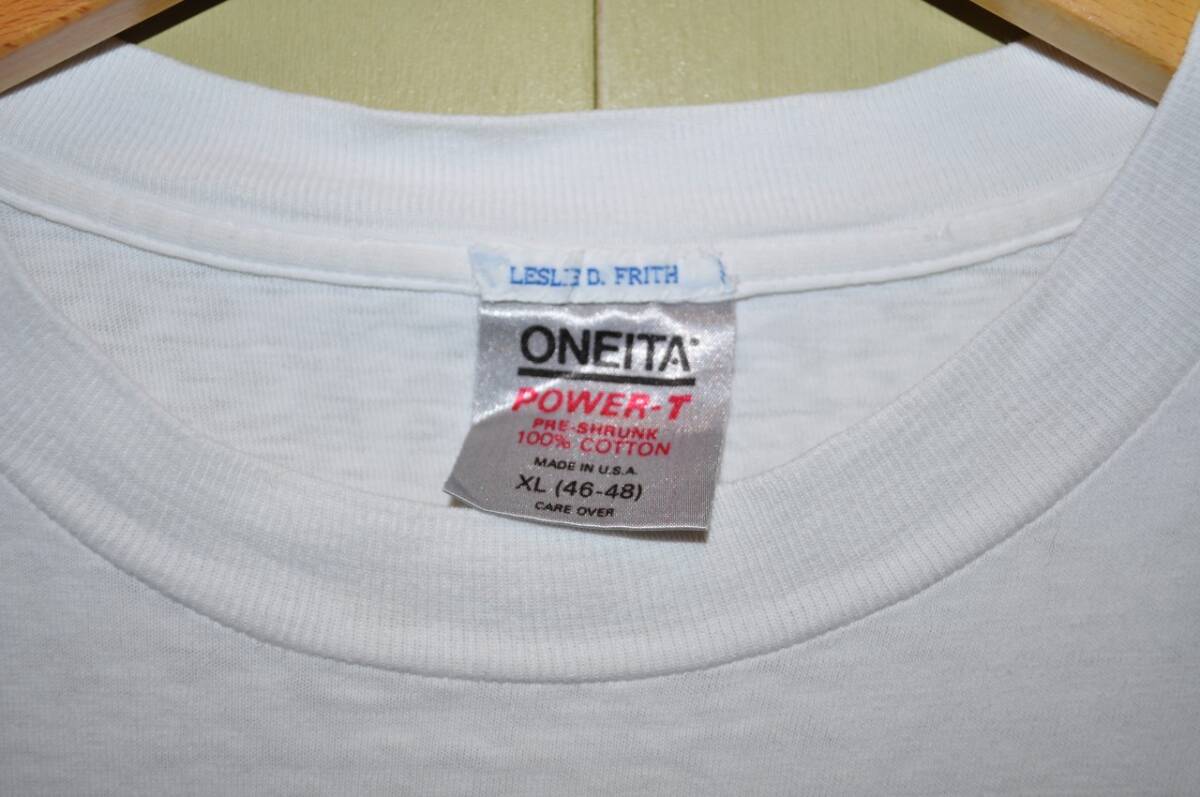 LESLIE D. FRITH
ONEITA
POWER-T
PRE-SHRUNK
100% COTTON
MADE IN U.S.A.
XL (46-48)
CARE OVER